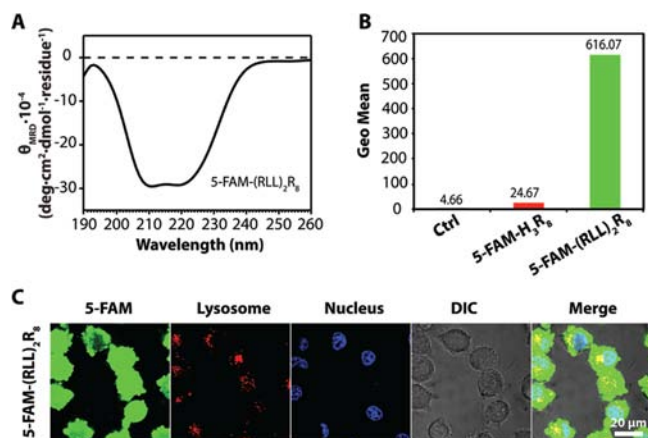 A
B
0
-10
-20
-30
θMRD·10⁻⁴
(deg·cm²·dmol⁻¹·residue⁻¹)
5-FAM-(RLL)₂R₈
190 200 210 220 230 240 250 260
Wavelength (nm)
700
600
500
400
300
200
100
0
Geo Mean
4.66
24.67
616.07
Ctrl
5-FAM-H₃R₈
5-FAM-(RLL)₂R₈
C
5-FAM Lysosome Nucleus DIC Merge
5-FAM-(RLL)₂R₈
20 μm